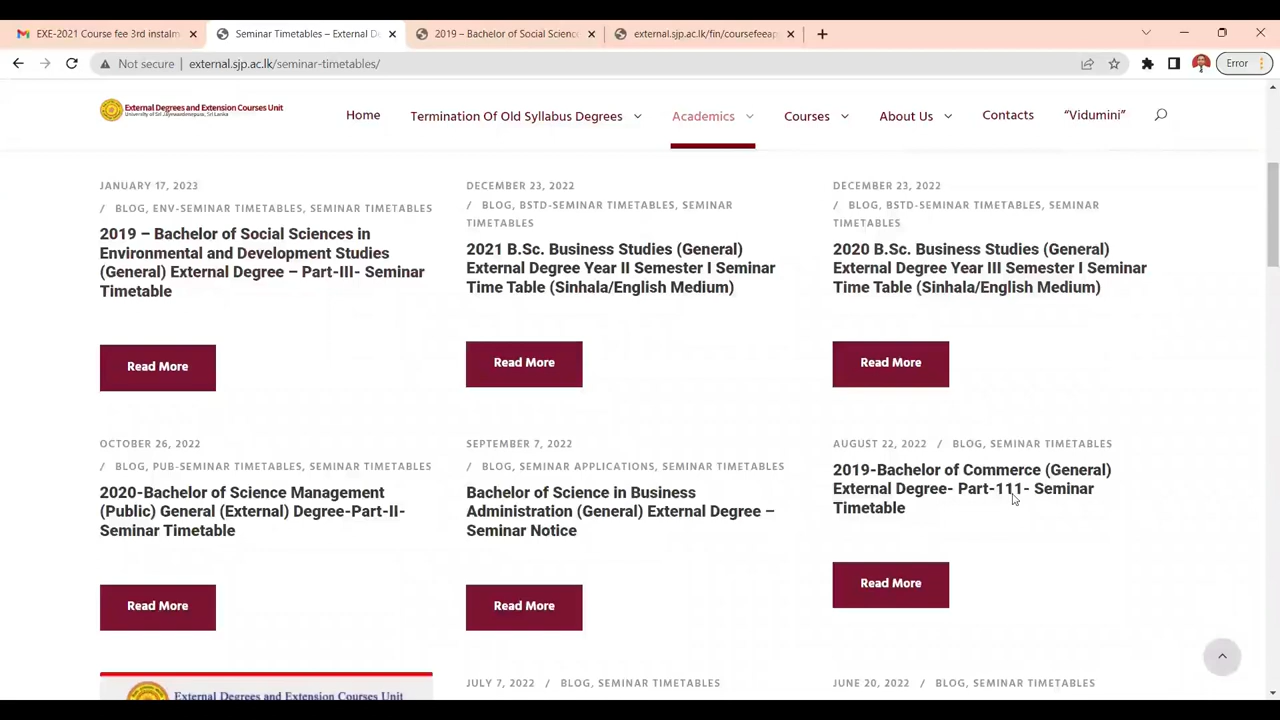 EXE-2021 Course fee 3rd instalm
Seminar Timetables – External D
2019 – Bachelor of Social Scienc
external.sjp.ac.lk/fin/coursefeeap
Not secure
external.sjp.ac.lk/seminar-timetables/
Error
External Degrees and Extension Courses Unit
University of Sri Jayewardenepura, Sri Lanka
Home
Termination Of Old Syllabus Degrees
Academics
Courses
About Us
Contacts
“Vidumini”
JANUARY 17, 2023
/ BLOG, ENV-SEMINAR TIMETABLES, SEMINAR TIMETABLES
2019 – Bachelor of Social Sciences in
Environmental and Development Studies
(General) External Degree – Part-III- Seminar
Timetable
Read More
DECEMBER 23, 2022
/ BLOG, BSTD-SEMINAR TIMETABLES, SEMINAR
TIMETABLES
2021 B.Sc. Business Studies (General)
External Degree Year II Semester I Seminar
Time Table (Sinhala/English Medium)
Read More
DECEMBER 23, 2022
/ BLOG, BSTD-SEMINAR TIMETABLES, SEMINAR
TIMETABLES
2020 B.Sc. Business Studies (General)
External Degree Year III Semester I Seminar
Time Table (Sinhala/English Medium)
Read More
OCTOBER 26, 2022
/ BLOG, PUB-SEMINAR TIMETABLES, SEMINAR TIMETABLES
2020-Bachelor of Science Management
(Public) General (External) Degree-Part-II-
Seminar Timetable
Read More
SEPTEMBER 7, 2022
/ BLOG, SEMINAR APPLICATIONS, SEMINAR TIMETABLES
Bachelor of Science in Business
Administration (General) External Degree –
Seminar Notice
Read More
AUGUST 22, 2022 / BLOG, SEMINAR TIMETABLES
2019-Bachelor of Commerce (General)
External Degree- Part-111- Seminar
Timetable
Read More
External Degrees and Extension Courses Unit
JULY 7, 2022 / BLOG, SEMINAR TIMETABLES
JUNE 20, 2022 / BLOG, SEMINAR TIMETABLES